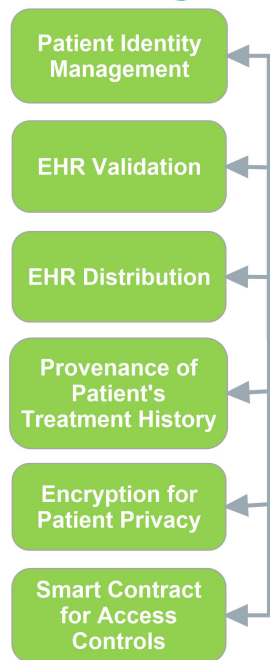 Patient Identity
Management
EHR Validation
EHR Distribution
Provenance of
Patient's
Treatment History
Encryption for
Patient Privacy
Smart Contract
for Access
Controls